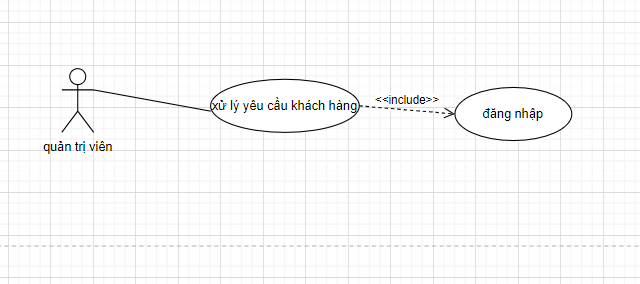 xử lý yêu cầu khách hàng
<<include>>
đăng nhập
quản trị viên